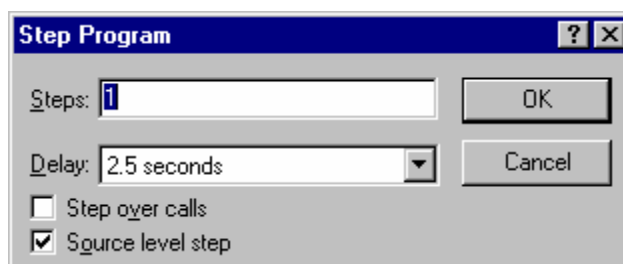 Step Program
Steps: 1
OK
Delay: 2.5 seconds
Cancel
Step over calls
Source level step